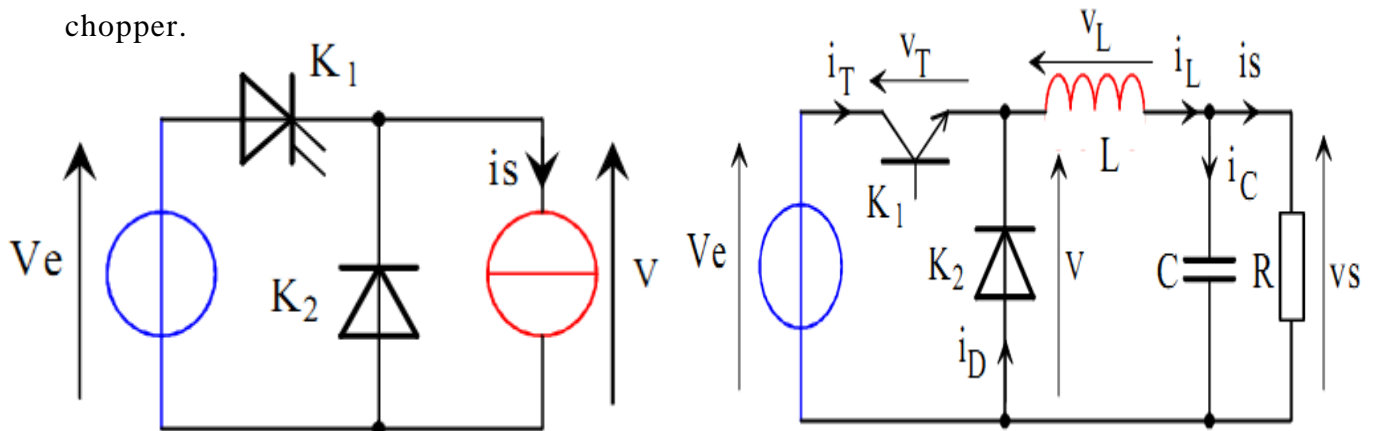 chopper.
K1
Ve
K2
is
V
iT
vT
vL
iL
is
L
iC
K1
Ve
K2
V
C
R
vs
iD